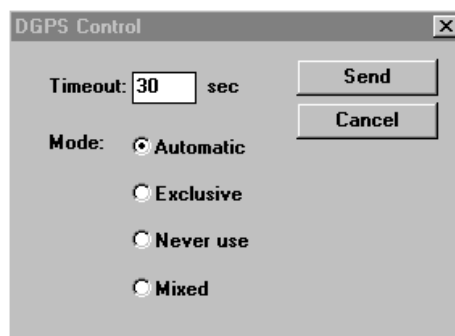 DGPS Control
Timeout: 30 sec
Send
Cancel
Mode:
Automatic
Exclusive
Never use
Mixed